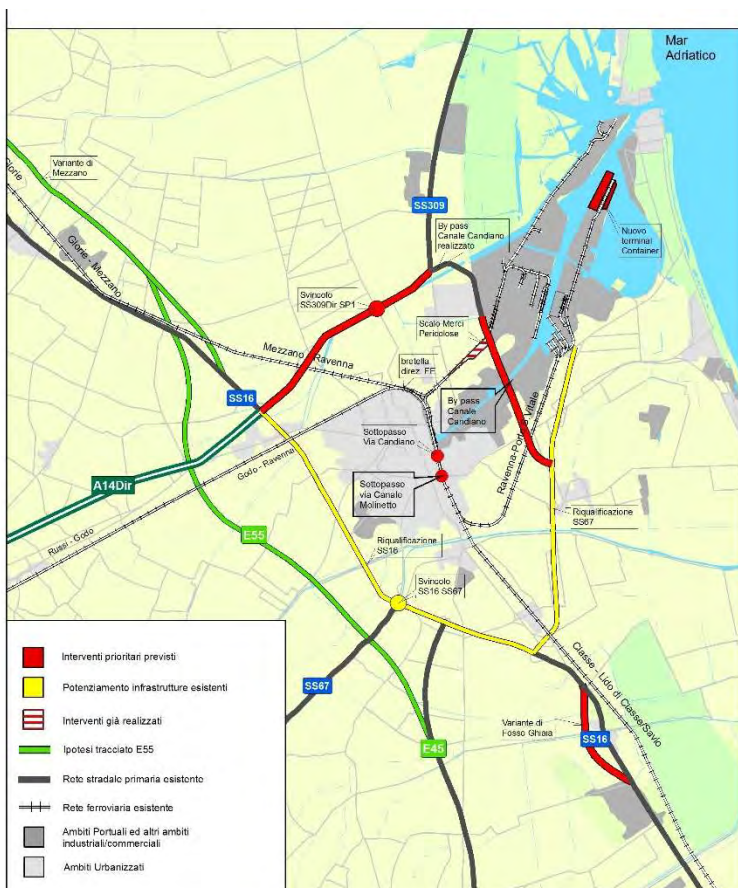 Mar
Adriatico
Variante di
Mezzano
Glorie
Glorie - Mezzano
SS309
By pass
Canale Candiano
realizzato
Nuovo
terminal
Container
Svincolo
SS309Dir SP1
Scalo Merci
Pericolose
Mezzano - Ravenna
bretella
direz. FE
SS16
By pass
Canale
Candiano
Sottopasso
Via Candiano
Ravenna-Porto o Vitale
A14Dir
Godo - Ravenna
Sottopasso
via Canale
Molinetto
Riqualificazione
SS67
Russi - Godo
E55
Riqualificazione
SS16
Svincolo
SS16 SS67
Classe - Lido di Classe/Savio
SS67
Variante di
Fosso Ghiaia
SS16
E45
Interventi prioritari previsti
Potenziamento infrastrutture esistenti
Interventi già realizzati
Ipotesi tracciato E55
Rete stradale primaria esistente
Rete ferroviaria esistente
Ambiti Portuali ed altri ambiti
industriali/commerciali
Ambiti Urbanizzati